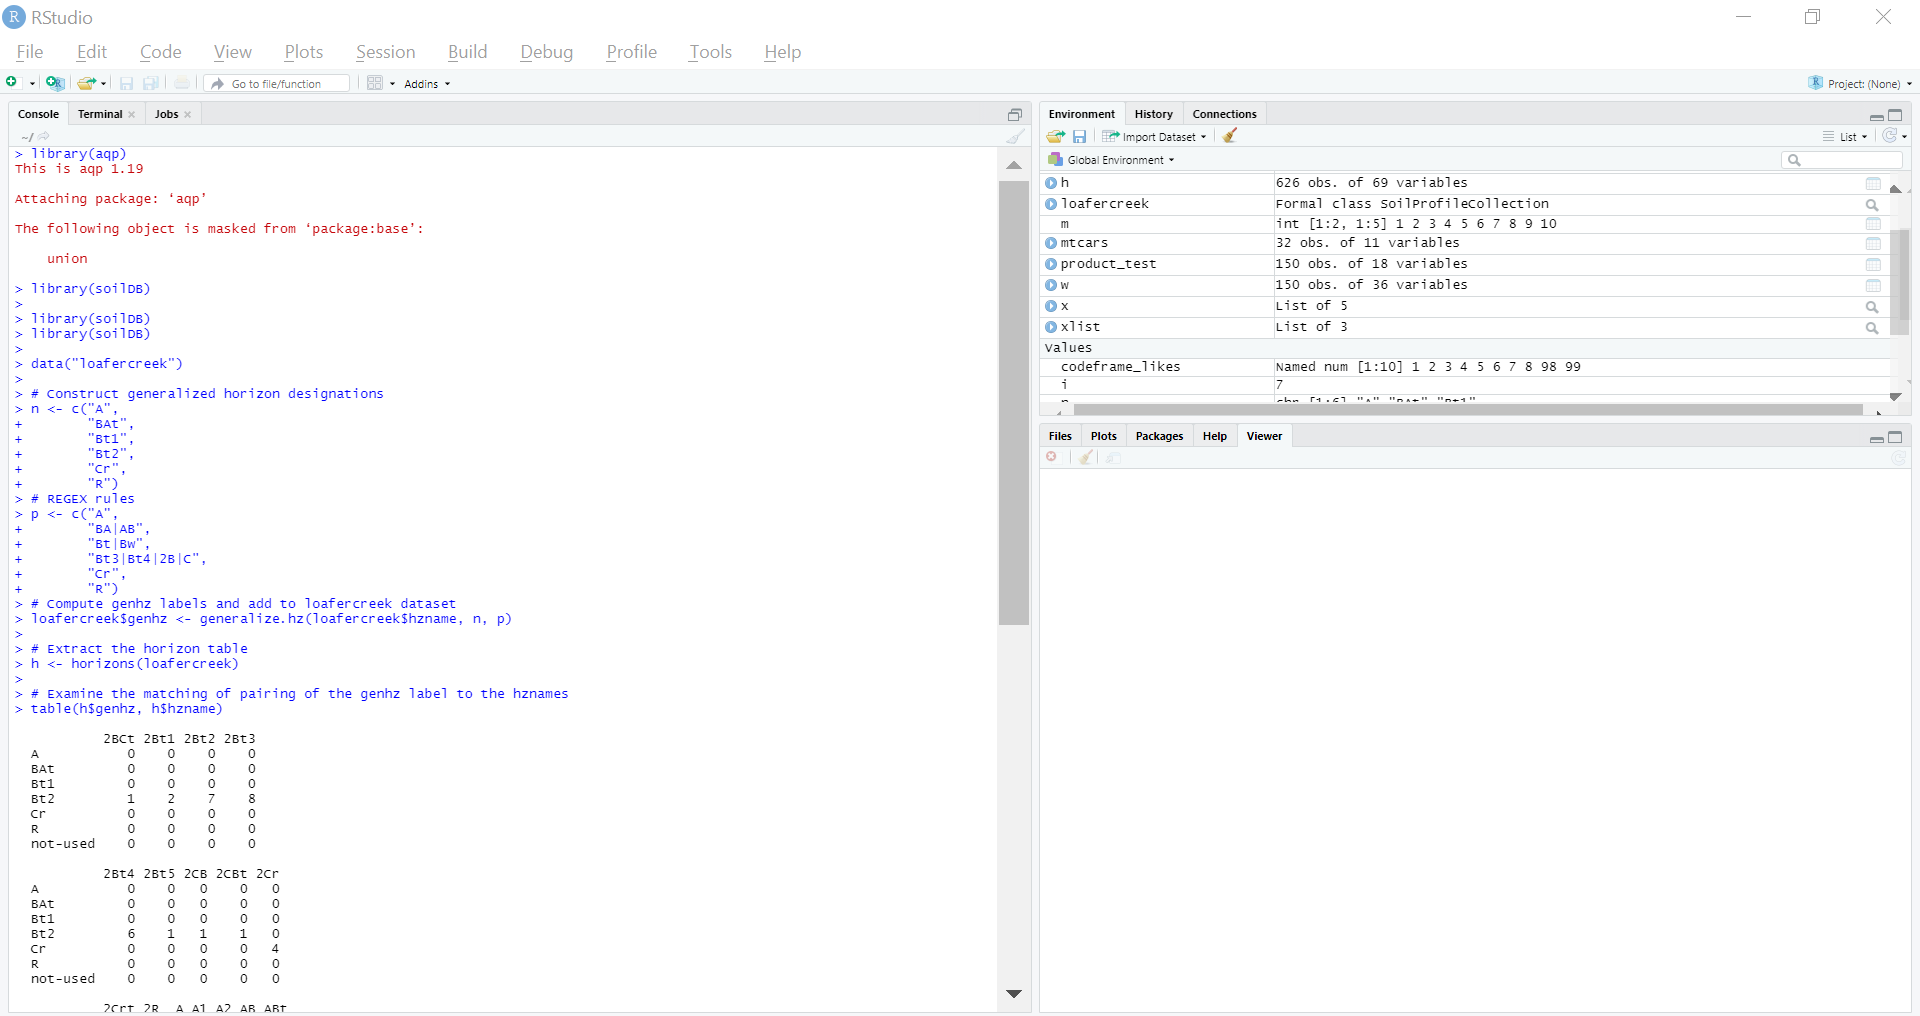 RStudio
File Edit Code View Plots Session Build Debug Profile Tools Help
Go to file/function Addins Project: (None)
Console Terminal Jobs
~/
> library(aqp)
This is aqp 1.19
Attaching package: ‘aqp’
The following object is masked from ‘package:base’:
    union
> library(soilDB)
>
> library(soilDB)
> library(soilDB)
>
> data("loafercreek")
>
> # Construct generalized horizon designations
> n <- c("A",
+        "BAt",
+        "Bt1",
+        "Bt2",
+        "Cr",
+        "R")
> # REGEX rules
> p <- c("A",
+        "BA|AB",
+        "Bt|Bw",
+        "Bt3|Bt4|2B|C",
+        "Cr",
+        "R")
> # Compute genhz labels and add to loafercreek dataset
> loafercreek$genhz <- generalize.hz(loafercreek$hzname, n, p)
>
> # Extract the horizon table
> h <- horizons(loafercreek)
>
> # Examine the matching of pairing of the genhz label to the hznames
> table(h$genhz, h$hzname)
           2BCt 2Bt1 2Bt2 2Bt3
  A           0    0    0    0
  BAt         0    0    0    0
  Bt1         0    0    0    0
  Bt2         1    2    7    8
  Cr          0    0    0    0
  R           0    0    0    0
  not-used    0    0    0    0
           2Bt4 2Bt5 2CB 2CBt 2Cr
  A           0    0   0    0   0
  BAt         0    0   0    0   0
  Bt1         0    0   0    0   0
  Bt2         6    1   1    1   0
  Cr          0    0   0    0   4
  R           0    0   0    0   0
  not-used    0    0   0    0   0
           2Crt 2R  A A1 A2 AB ABt
Environment History Connections
Import Dataset List
Global Environment
h 626 obs. of 69 variables
loafercreek Formal class SoilProfileCollection
m int [1:2, 1:5] 1 2 3 4 5 6 7 8 9 10
mtcars 32 obs. of 11 variables
product_test 150 obs. of 18 variables
w 150 obs. of 36 variables
x List of 5
xlist List of 3
Values
codeframe_likes Named num [1:10] 1 2 3 4 5 6 7 8 98 99
i 7
n chr [1:6] "A" "BAt" "Bt1"
Files Plots Packages Help Viewer